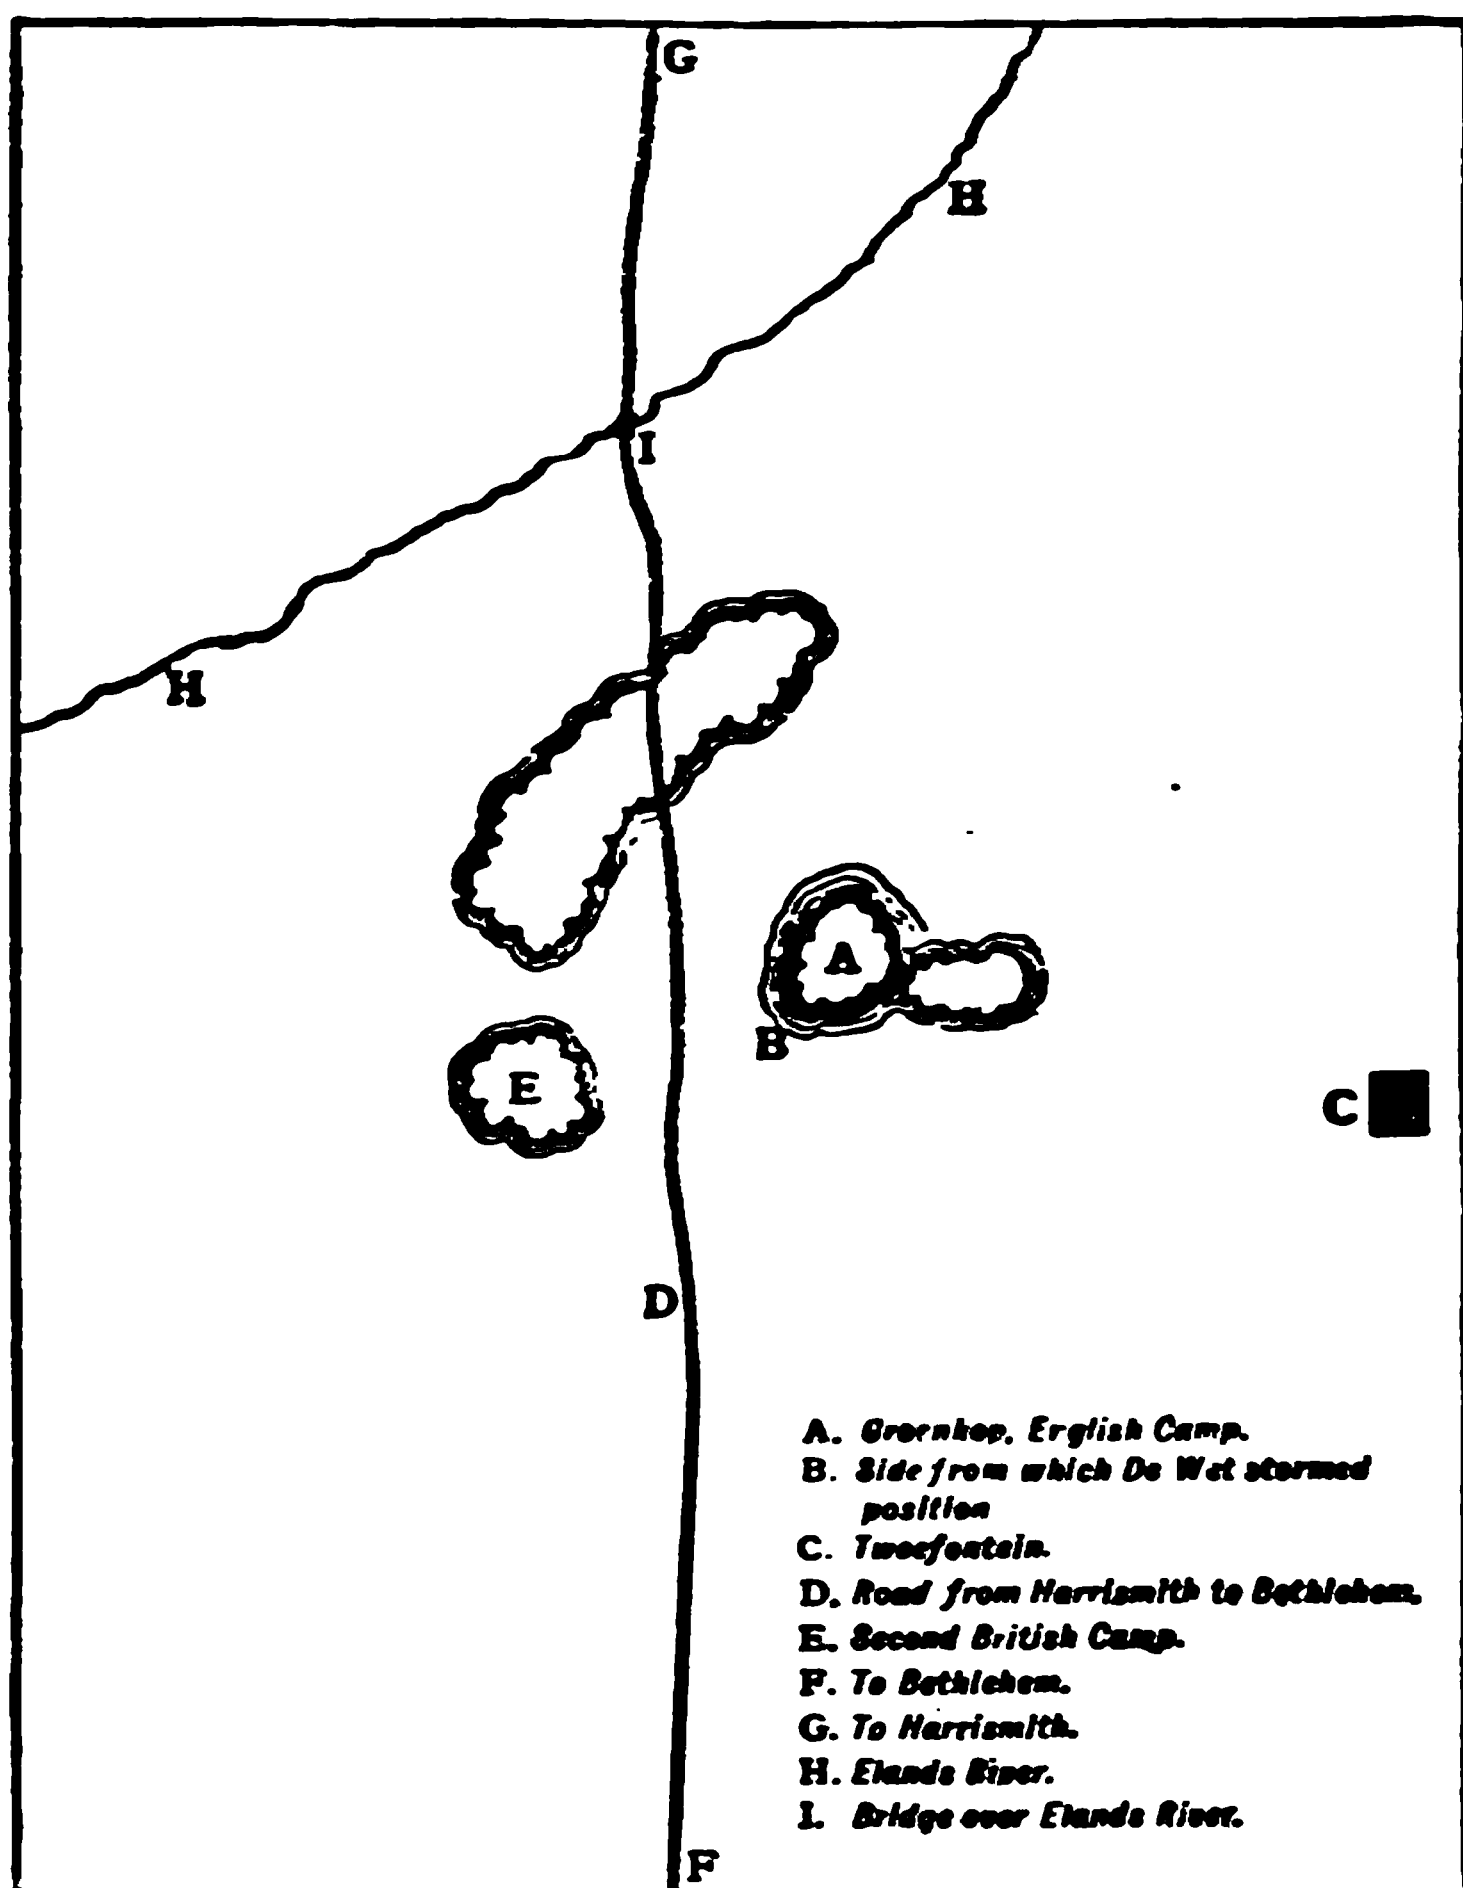 G
H
I
H
A
B
E
C
D
A. Groenkop, English Camp.
B. Side from which De Wet stormed
position
C. Tweefontein.
D. Road from Harrismith to Bethlehem.
E. Second British Camp.
F. To Bethlehem.
G. To Harrismith.
H. Elands River.
I. Bridge over Elands River.
F